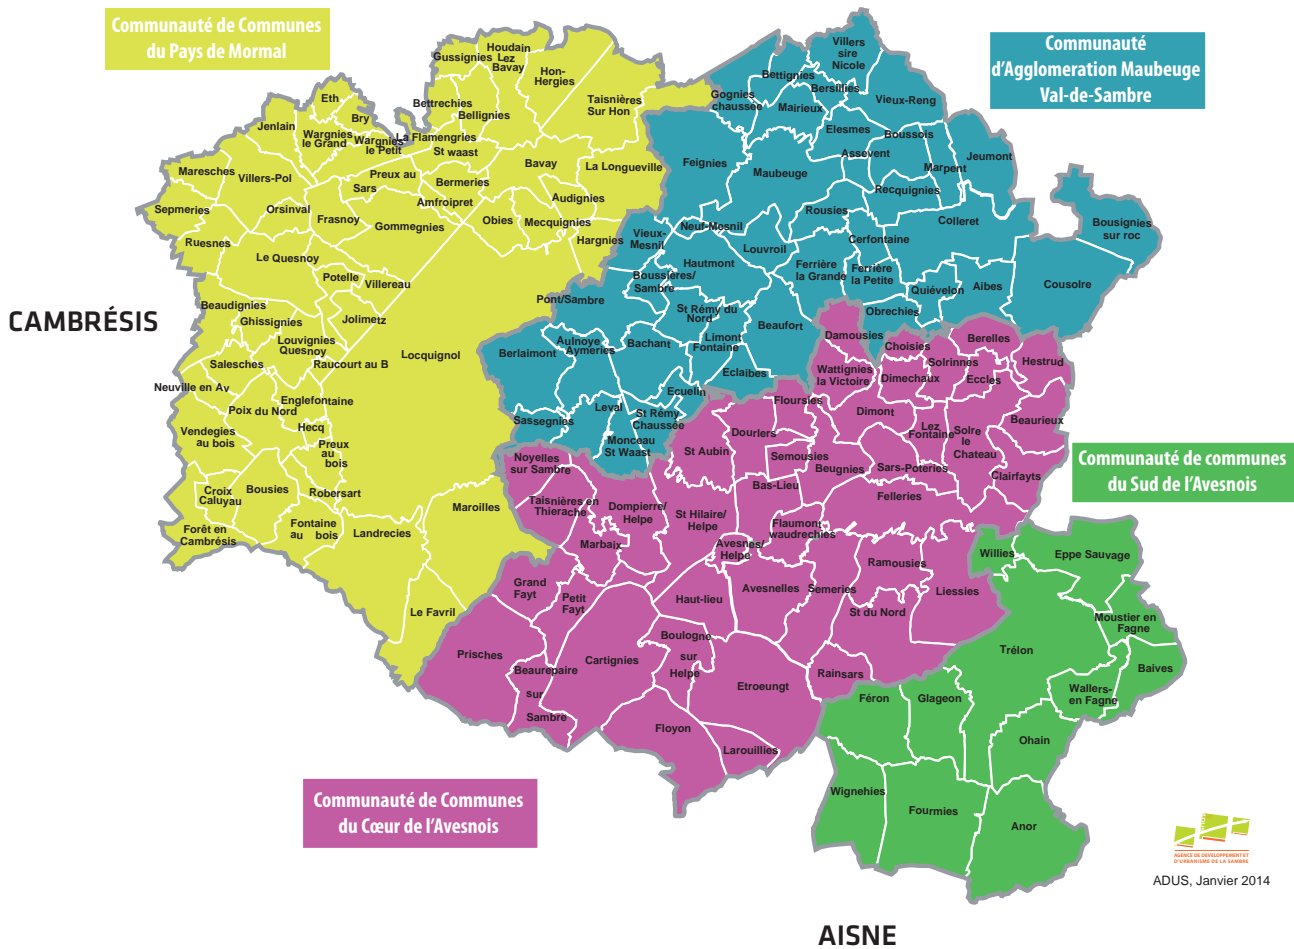 Communauté de Communes
du Pays de Mormal
Communauté
d'Agglomeration Maubeuge
Val-de-Sambre
Communauté de communes
du Sud de l'Avesnois
Communauté de Communes
du Cœur de l'Avesnois
CAMBRÉSIS
AISNE
Gussignies
Houdain
Lez
Bavay
Hon-
Hergies
Taisnières
Sur Hon
Eth
Bry
Bettrechies
Bellignies
Jenlain
Wargnies
le Grand
Wargnies
le Petit
La Flamengries
St waast
Bavay
La Longueville
Maresches
Villers-Pol
Preux au
Sars
Bermeries
Amfroipret
Audignies
Sepmeries
Orsinval
Frasnoy
Gommegnies
Obies
Mecquignies
Hargnies
Ruesnes
Le Quesnoy
Potelle
Villereau
Beaudignies
Ghissignies
Jolimetz
Louvignies
Quesnoy
Locquignol
Salesches
Raucourt au B
Neuville en Av
Englefontaine
Poix du Nord
Hecq
Vendegies
au bois
Preux
au
bois
Croix
Caluyau
Bousies
Robersart
Maroilles
Forêt en
Cambrésis
Fontaine
au bois
Landrecies
Le Favril
Villers
sire
Nicole
Bettignies
Bersillies
Gognies
chaussée
Mairieux
Vieux-Reng
Elesmes
Boussois
Assevent
Marpent
Jeumont
Feignies
Maubeuge
Recquignies
Rousies
Colleret
Bousignies
sur roc
Vieux-
Mesnil
Neuf-Mesnil
Louvroil
Cerfontaine
Hautmont
Ferrière
la Grande
Ferrière
la Petite
Boussières/
Sambre
Quiévelon
Aibes
Cousolre
Pont/Sambre
St Rémy du
Nord
Obrechies
Beaufort
Limont
Fontaine
Aulnoye
Aymeries
Bachant
Berlaimont
Eclaibes
Ecuelin
Leval
St Rémy
Chaussée
Sassegnies
Monceau
St Waast
Damousies
Choisies
Berelles
Solrinnes
Hestrud
Wattignies
la Victoire
Dimechaux
Eccles
Floursies
Dimont
Lez
Fontaine
Beaurieux
Dourlers
Solre
le
Chateau
St Aubin
Semousies
Beugnies
Sars-Poteries
Clairfayts
Noyelles
sur Sambre
Bas-Lieu
Felleries
Taisnières en
Thierache
Dompierre/
Helpe
St Hilaire/
Helpe
Flaumont
waudrechies
Marbaix
Avesnes/
Helpe
Ramousies
Grand
Fayt
Petit
Fayt
Haut-lieu
Avesnelles
Semeries
Liessies
St du Nord
Boulogne
sur
Helpe
Prisches
Cartignies
Beaurepaire
sur
Sambre
Etroeungt
Rainsars
Floyon
Larouillies
Willies
Eppe Sauvage
Moustier en
Fagne
Trélon
Baives
Wallers-
en Fagne
Féron
Glageon
Ohain
Wignehies
Fourmies
Anor
AGENCE DE DEVELOPPEMENT ET
D'URBANISME DE LA SAMBRE
ADUS, Janvier 2014